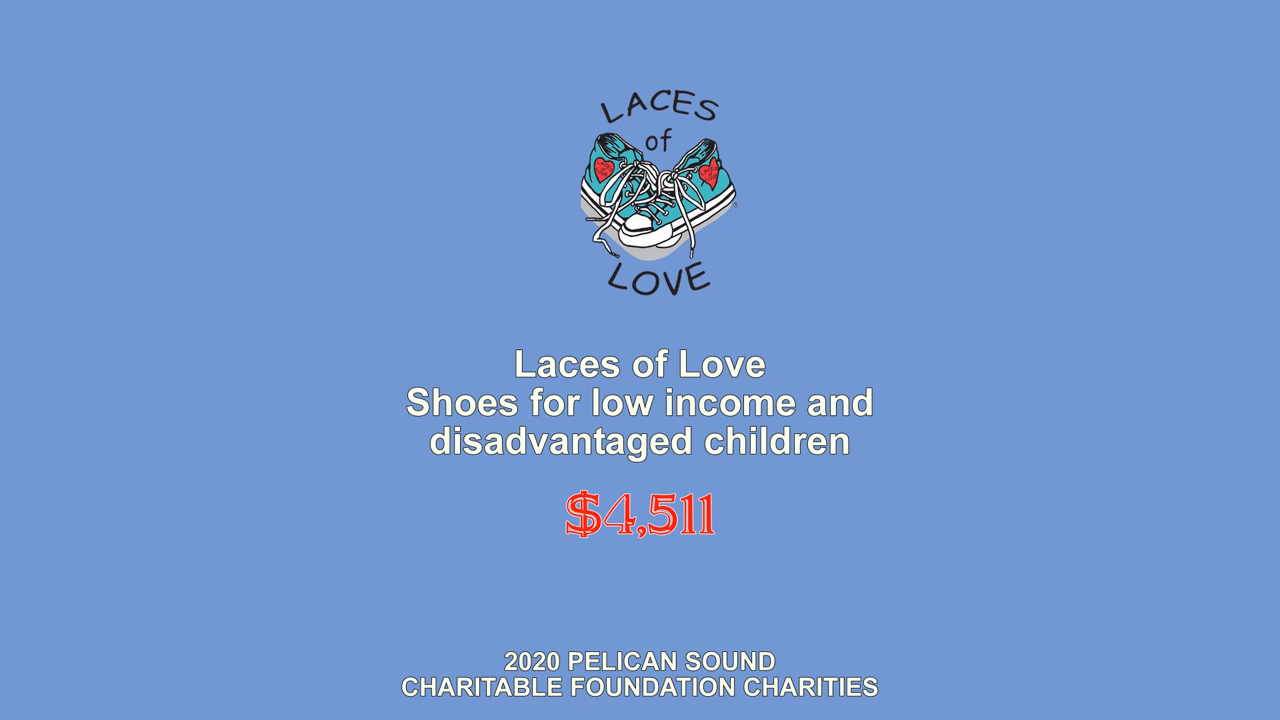 LACES
of
LOVE
Laces of Love
Shoes for low income and
disadvantaged children
$4,511
2020 PELICAN SOUND
CHARITABLE FOUNDATION CHARITIES